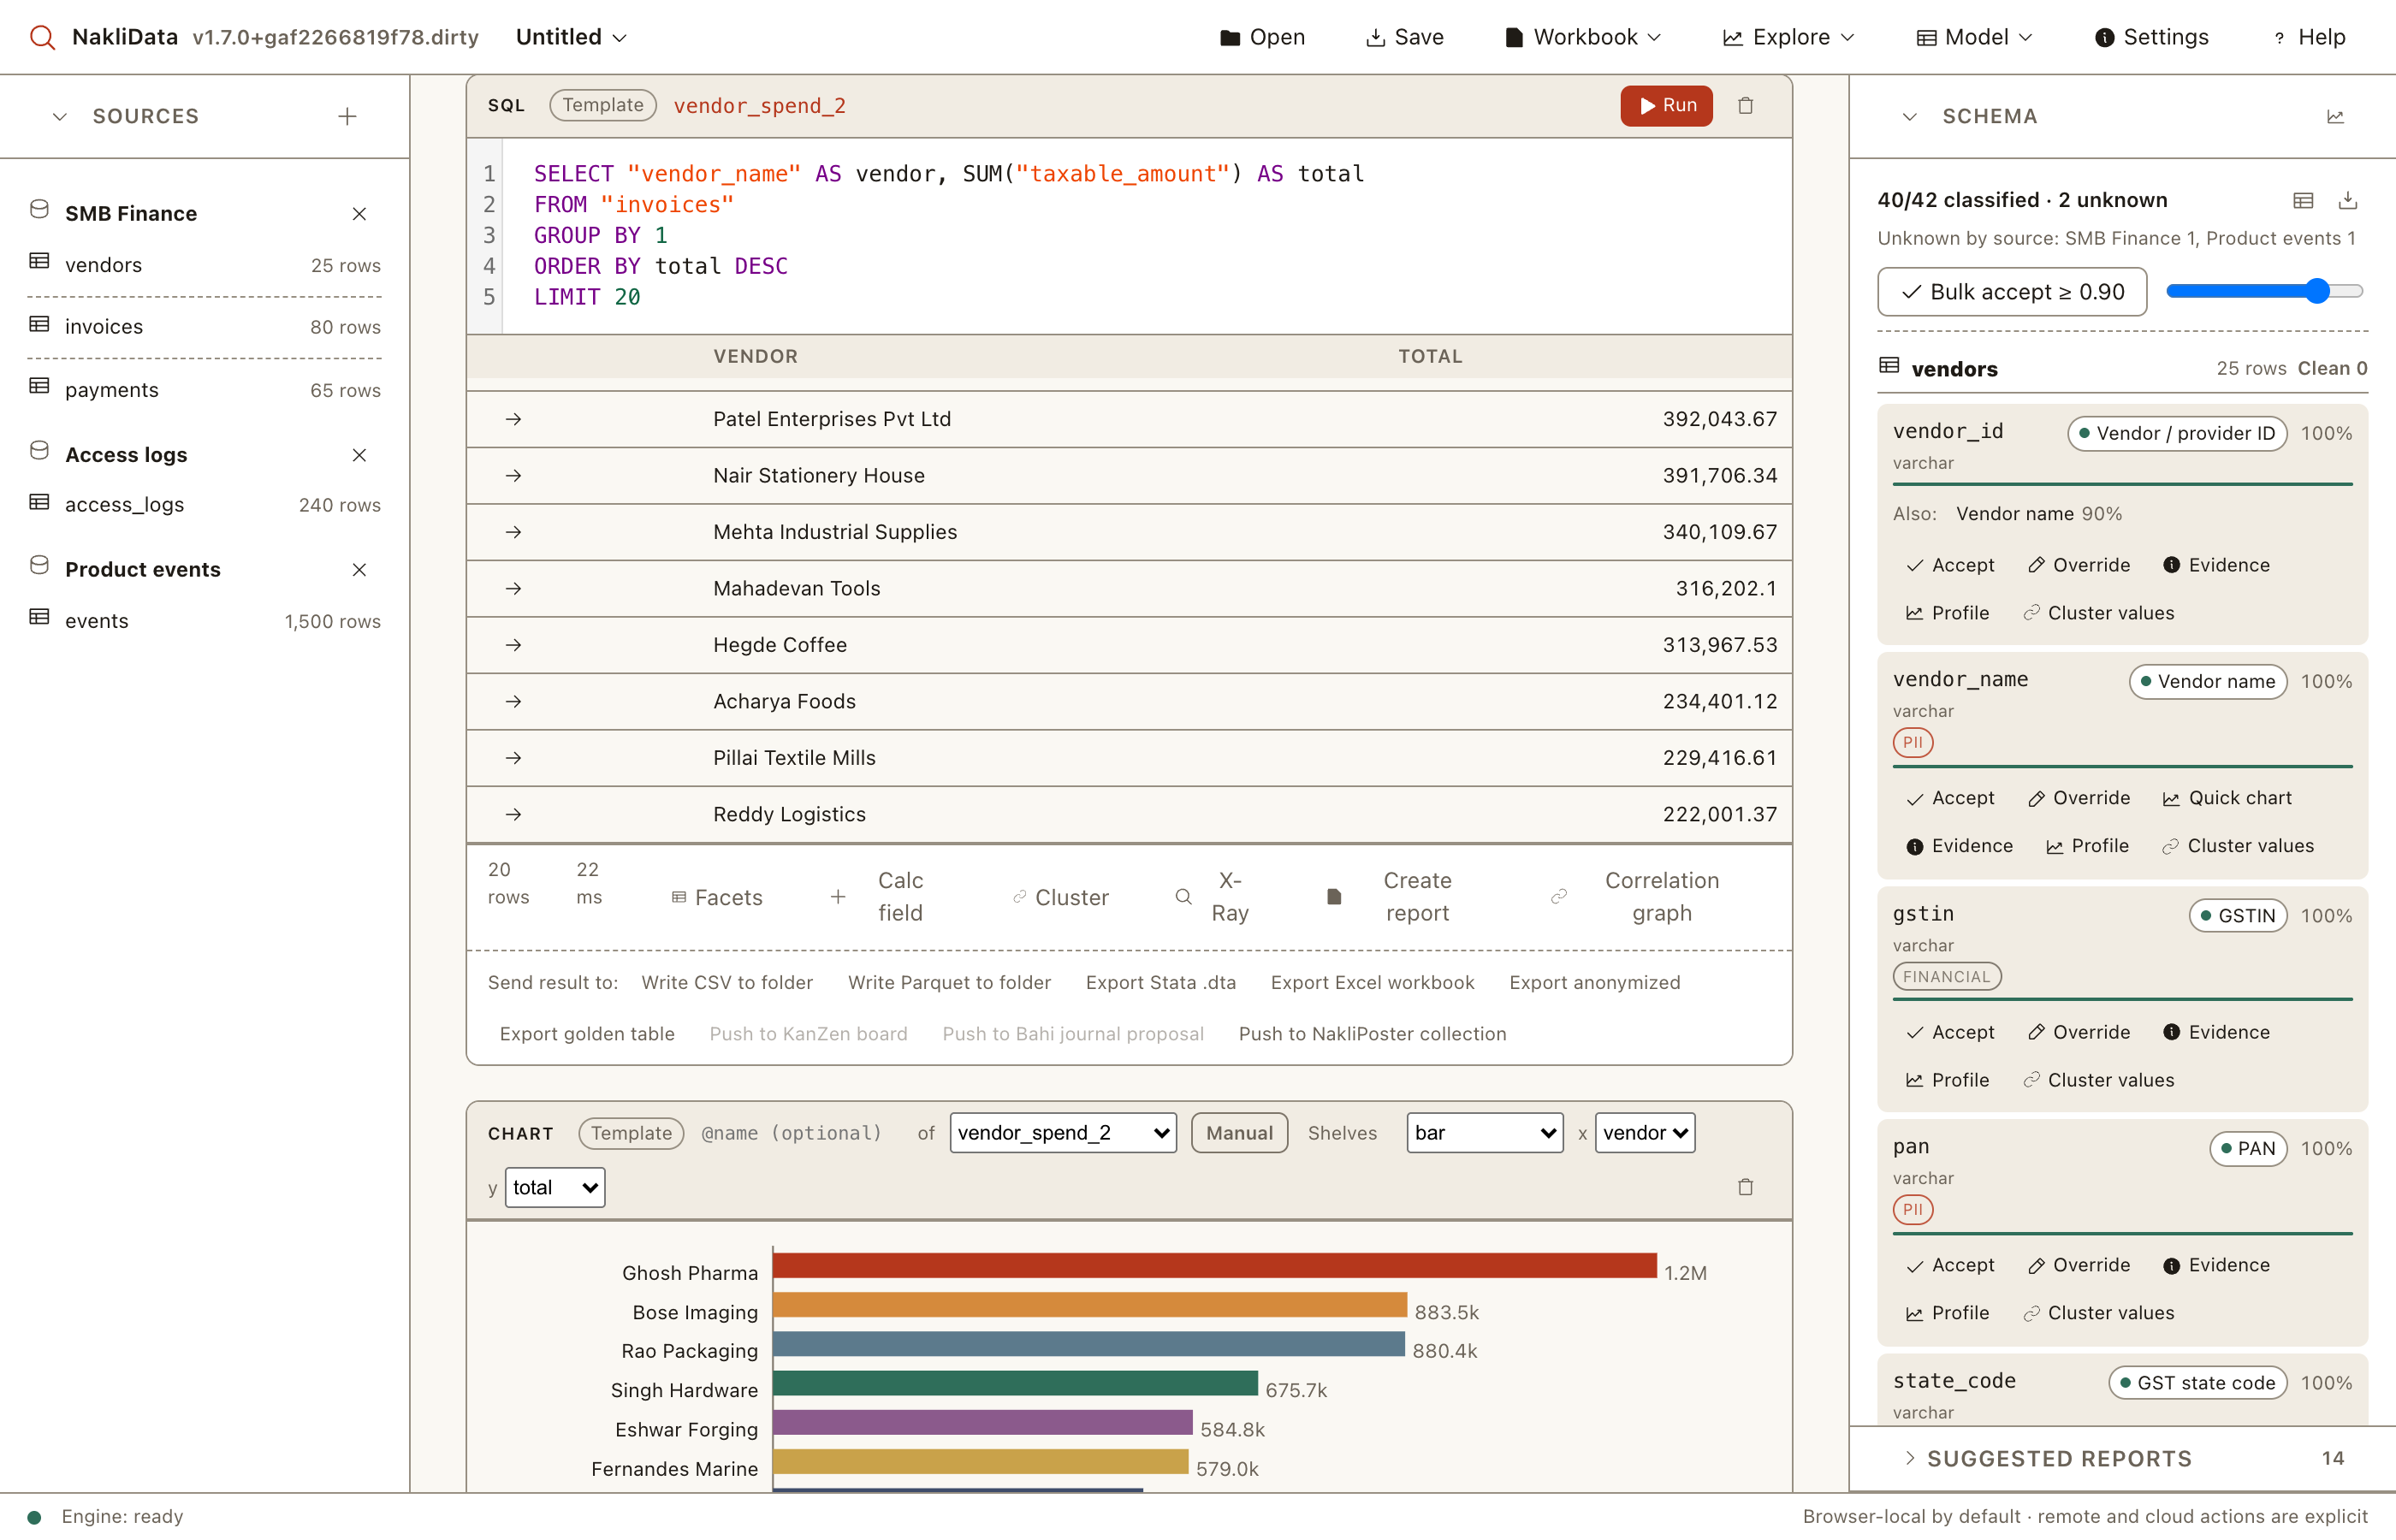 NakliData v1.7.0+gaf2266819f78.dirty Untitled Open Save Workbook Explore Model Settings ? Help
SOURCES
SMB Finance
vendors 25 rows
invoices 80 rows
payments 65 rows
Access logs
access_logs 240 rows
Product events
events 1,500 rows
SQL Template vendor_spend_2 Run
1 SELECT "vendor_name" AS vendor, SUM("taxable_amount") AS total
2 FROM "invoices"
3 GROUP BY 1
4 ORDER BY total DESC
5 LIMIT 20
VENDOR TOTAL
Patel Enterprises Pvt Ltd 392,043.67
Nair Stationery House 391,706.34
Mehta Industrial Supplies 340,109.67
Mahadevan Tools 316,202.1
Hegde Coffee 313,967.53
Acharya Foods 234,401.12
Pillai Textile Mills 229,416.61
Reddy Logistics 222,001.37
20 rows 22 ms Facets Calc field Cluster X-Ray Create report Correlation graph
Send result to: Write CSV to folder Write Parquet to folder Export Stata .dta Export Excel workbook Export anonymized
Export golden table Push to KanZen board Push to Bahi journal proposal Push to NakliPoster collection
CHART Template @name (optional) of vendor_spend_2 Manual Shelves bar x vendor
y total
Ghosh Pharma 1.2M
Bose Imaging 883.5k
Rao Packaging 880.4k
Singh Hardware 675.7k
Eshwar Forging 584.8k
Fernandes Marine 579.0k
SCHEMA
40/42 classified · 2 unknown
Unknown by source: SMB Finance 1, Product events 1
Bulk accept ≥ 0.90
vendors 25 rows Clean 0
vendor_id Vendor / provider ID 100%
varchar
Also: Vendor name 90%
Accept Override Evidence
Profile Cluster values
vendor_name Vendor name 100%
varchar
PII
Accept Override Quick chart
Evidence Profile Cluster values
gstin GSTIN 100%
varchar
FINANCIAL
Accept Override Evidence
Profile Cluster values
pan PAN 100%
varchar
PII
Accept Override Evidence
Profile Cluster values
state_code GST state code 100%
varchar
SUGGESTED REPORTS 14
Engine: ready Browser-local by default · remote and cloud actions are explicit